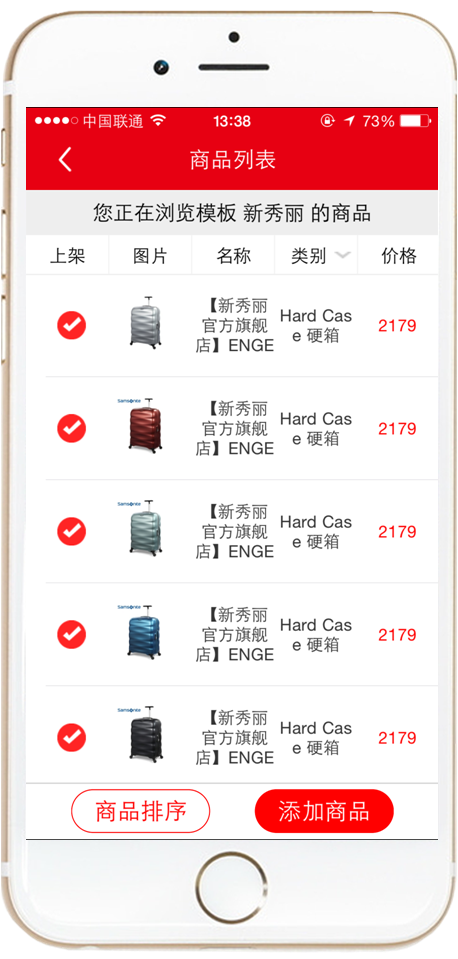 中国联通 13:38 73%
商品列表
您正在浏览模板 新秀丽 的商品
上架 图片 名称 类别 价格
【新秀丽
官方旗舰
店】ENGE
Hard Cas
e 硬箱
2179
Samsonite
【新秀丽
官方旗舰
店】ENGE
Hard Cas
e 硬箱
2179
Samsonite
【新秀丽
官方旗舰
店】ENGE
Hard Cas
e 硬箱
2179
Samsonite
【新秀丽
官方旗舰
店】ENGE
Hard Cas
e 硬箱
2179
Samsonite
【新秀丽
官方旗舰
店】ENGE
Hard Cas
e 硬箱
2179
商品排序 添加商品